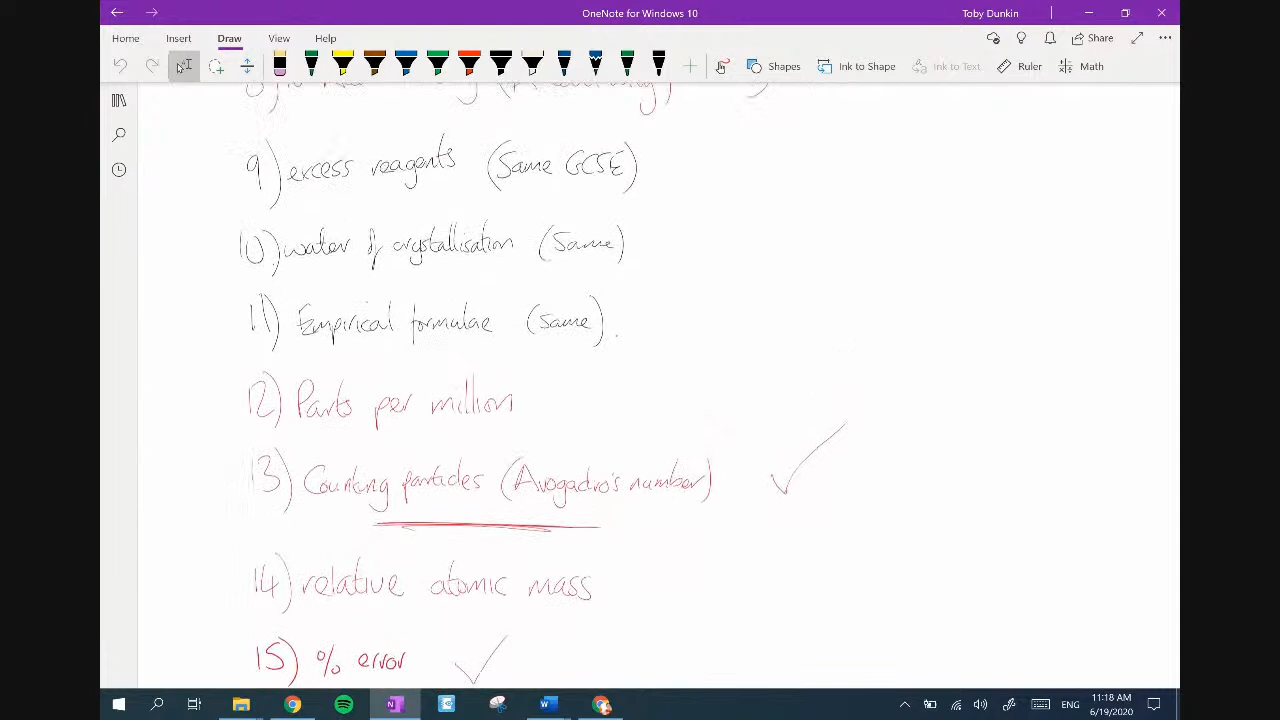 OneNote for Windows 10
Toby Dunkin
Home Insert Draw View Help
Share
Shapes Ink to Shape Ink to Text Ruler Math
9) excess reagents (Same GCSE)
10) water of crystallisation (Same)
11) Empirical formulae (same).
12) Parts per million
13) Counting particles (Avogadro's number) ✓
14) relative atomic mass
15) % error ✓
ENG
11:18 AM
6/19/2020